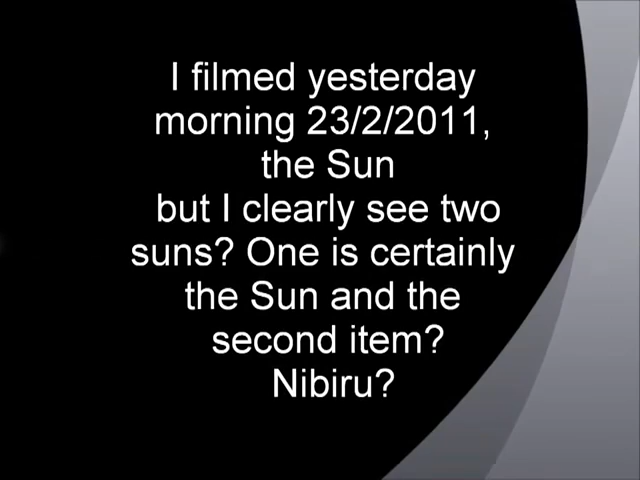 I filmed yesterday
morning 23/2/2011,
the Sun
but I clearly see two
suns? One is certainly
the Sun and the
second item?
Nibiru?